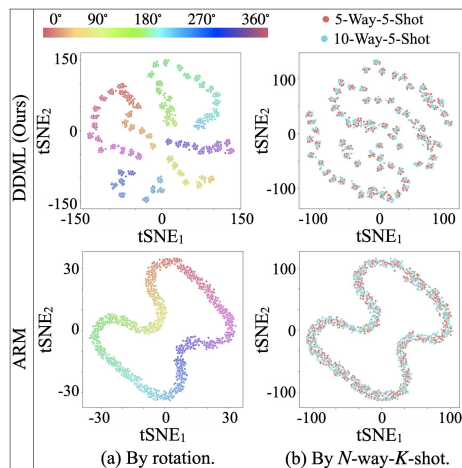 0° 90° 180° 270° 360°
5-Way-5-Shot
10-Way-5-Shot
DDML (Ours)
tSNE₂
150
0
-150
-150 0 150
tSNE₁
tSNE₂
100
0
-100
-100 0 100
tSNE₁
ARM
tSNE₂
30
0
-30
-30 0 30
tSNE₁
tSNE₂
100
0
-100
-100 0 100
tSNE₁
(a) By rotation.
(b) By N-way-K-shot.